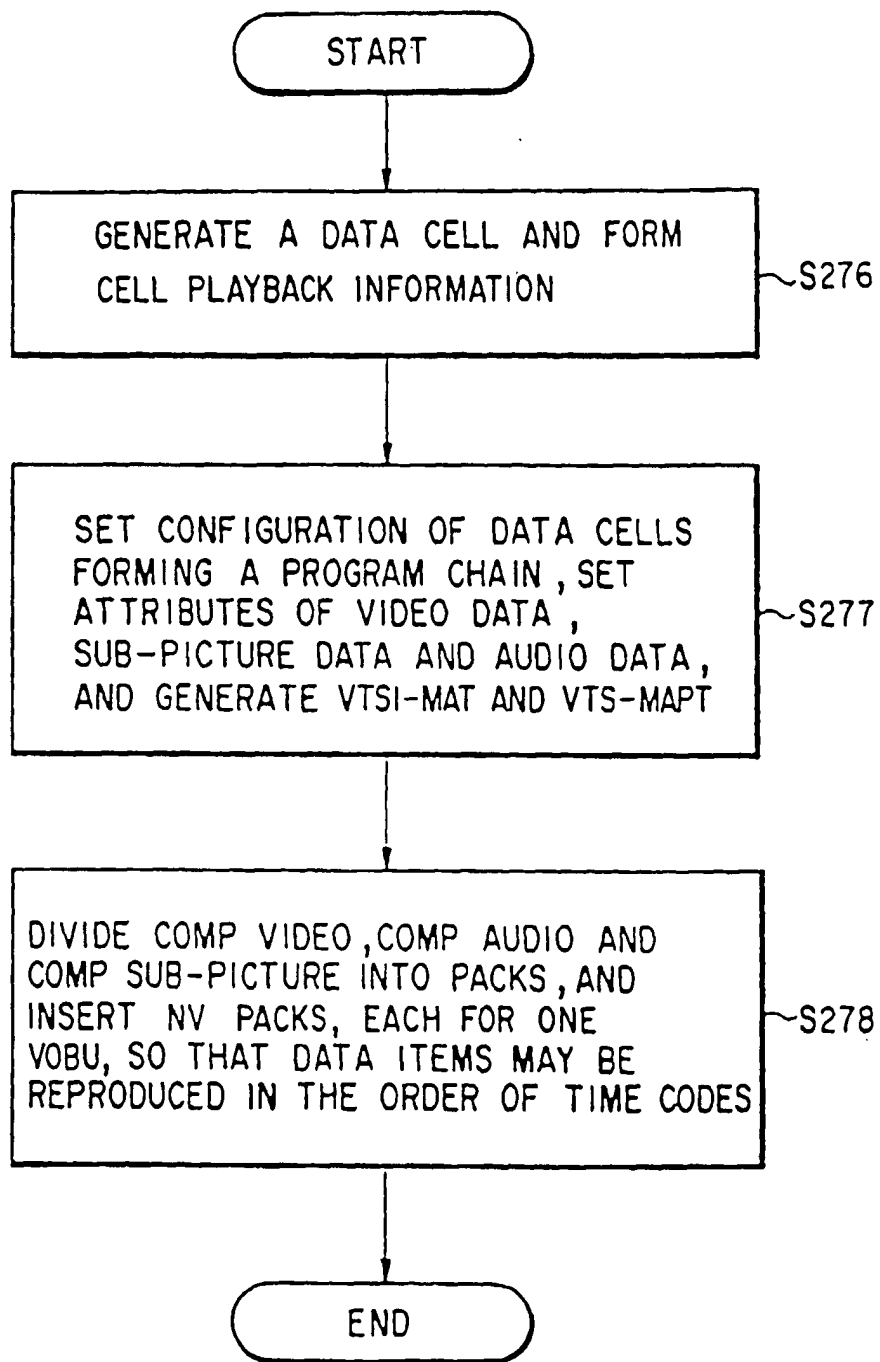 START
GENERATE A DATA CELL AND FORM
CELL PLAYBACK INFORMATION
S276
SET CONFIGURATION OF DATA CELLS
FORMING A PROGRAM CHAIN, SET
ATTRIBUTES OF VIDEO DATA,
SUB-PICTURE DATA AND AUDIO DATA,
AND GENERATE VTSI-MAT AND VTS-MAPT
S277
DIVIDE COMP VIDEO, COMP AUDIO AND
COMP SUB-PICTURE INTO PACKS, AND
INSERT NV PACKS, EACH FOR ONE
VOBU, SO THAT DATA ITEMS MAY BE
REPRODUCED IN THE ORDER OF TIME CODES
S278
END